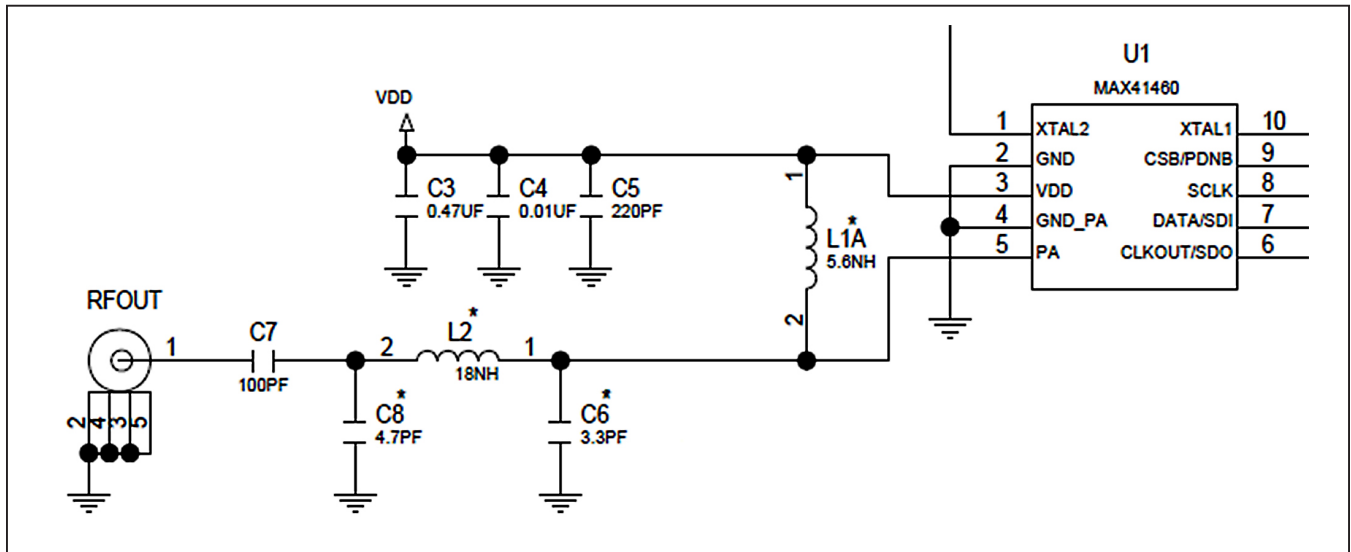 U1
MAX41460
VDD
1 XTAL2 XTAL1 10
2 GND CSB/PDNB 9
3 VDD SCLK 8
4 GND_PA DATA/SDI 7
5 PA CLKOUT/SDO 6
C3
0.47UF
C4
0.01UF
C5
220PF
1
L1A*
5.6NH
2
RFOUT
1
C7
100PF
2
L2*
18NH
1
C8*
4.7PF
C6*
3.3PF
2 4 3 5